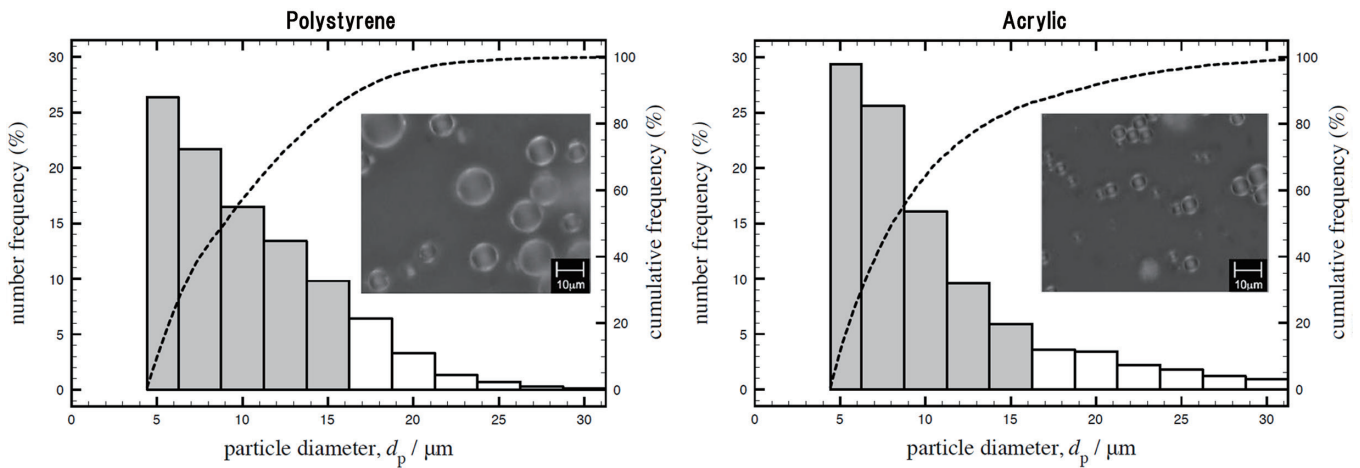 Polystyrene
30
25
20
15
10
5
0
number frequency (%)
100
80
60
40
20
0
cumulative frequency (%)
10μm
0 5 10 15 20 25 30
particle diameter, dp / μm
Acrylic
30
25
20
15
10
5
0
number frequency (%)
100
80
60
40
20
0
cumulative frequency (%)
10μm
0 5 10 15 20 25 30
particle diameter, dp / μm